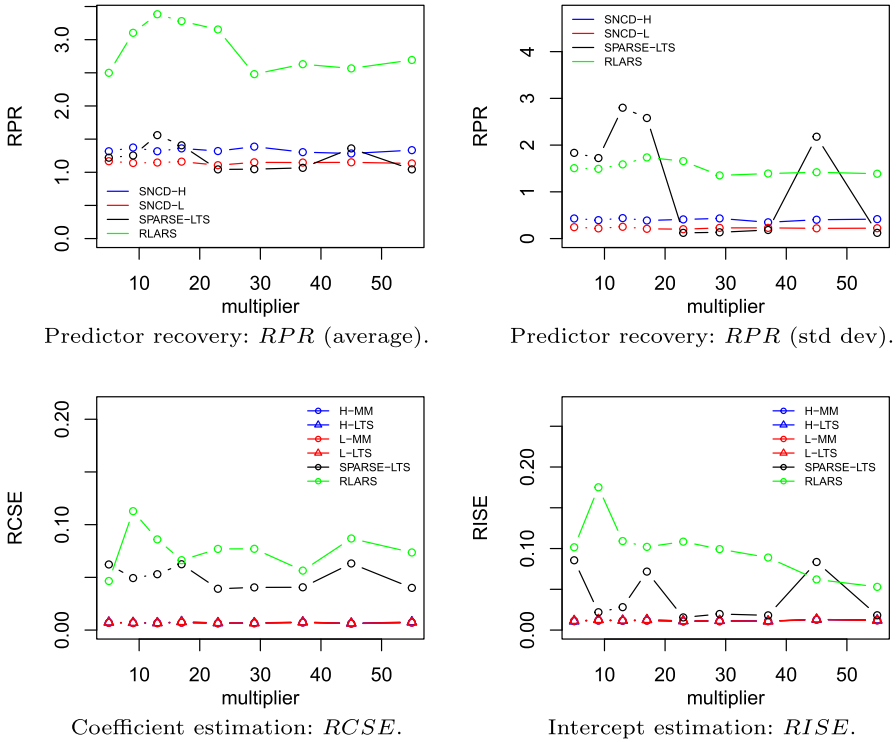 RPR
0.0 1.0 2.0 3.0
SNCD−H
SNCD−L
SPARSE−LTS
RLARS
10 20 30 40 50
multiplier
Predictor recovery: RPR (average).
RPR
0 1 2 3 4
SNCD−H
SNCD−L
SPARSE−LTS
RLARS
10 20 30 40 50
multiplier
Predictor recovery: RPR (std dev).
RCSE
0.00 0.10 0.20
H−MM
H−LTS
L−MM
L−LTS
SPARSE−LTS
RLARS
10 20 30 40 50
multiplier
Coefficient estimation: RCSE.
RISE
0.00 0.10 0.20
H−MM
H−LTS
L−MM
L−LTS
SPARSE−LTS
RLARS
10 20 30 40 50
multiplier
Intercept estimation: RISE.